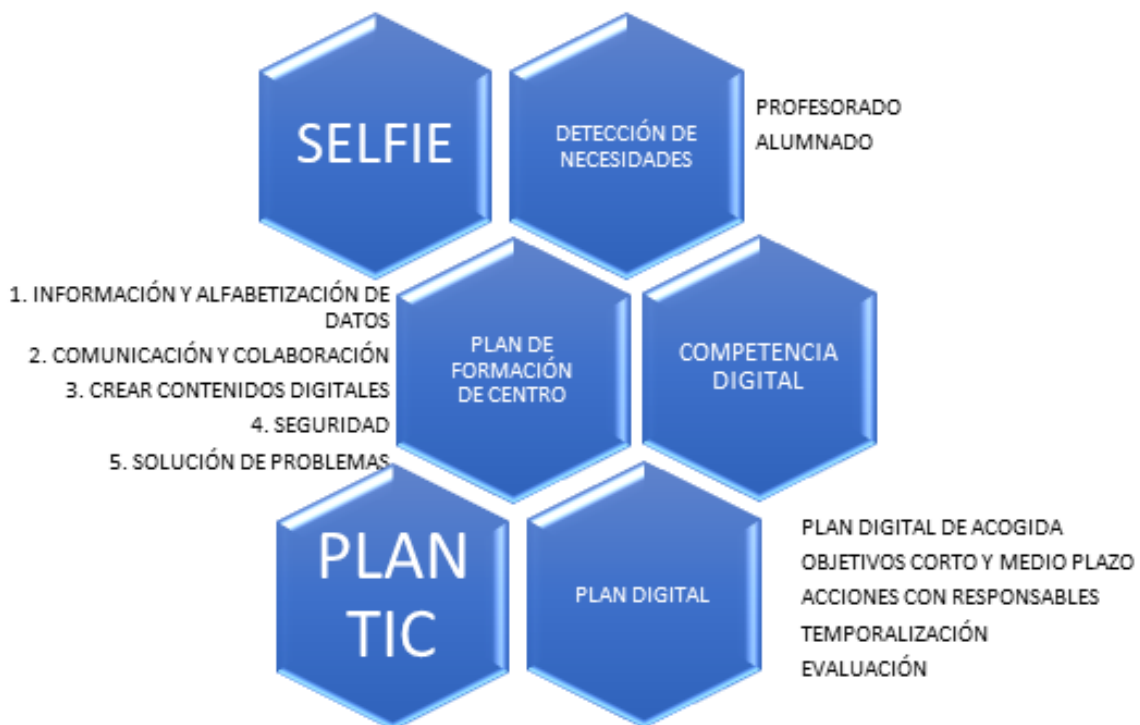 SELFIE
DETECCIÓN DE
NECESIDADES
PROFESORADO
ALUMNADO
1. INFORMACIÓN Y ALFABETIZACIÓN DE
DATOS
2. COMUNICACIÓN Y COLABORACIÓN
3. CREAR CONTENIDOS DIGITALES
4. SEGURIDAD
5. SOLUCIÓN DE PROBLEMAS
PLAN DE
FORMACIÓN
DE CENTRO
COMPETENCIA
DIGITAL
PLAN
TIC
PLAN DIGITAL
PLAN DIGITAL DE ACOGIDA
OBJETIVOS CORTO Y MEDIO PLAZO
ACCIONES CON RESPONSABLES
TEMPORALIZACIÓN
EVALUACIÓN